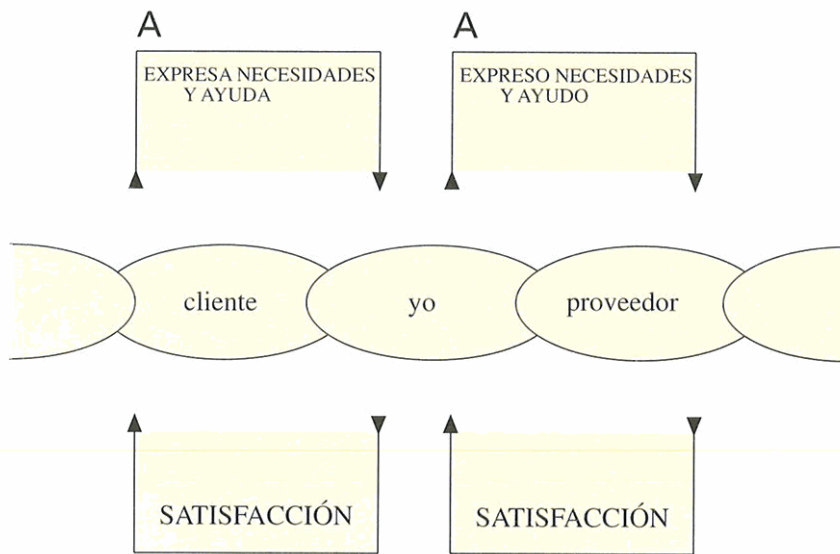 A
A
EXPRESA NECESIDADES
Y AYUDA
EXPRESO NECESIDADES
Y AYUDO
cliente
yo
proveedor
SATISFACCIÓN
SATISFACCIÓN